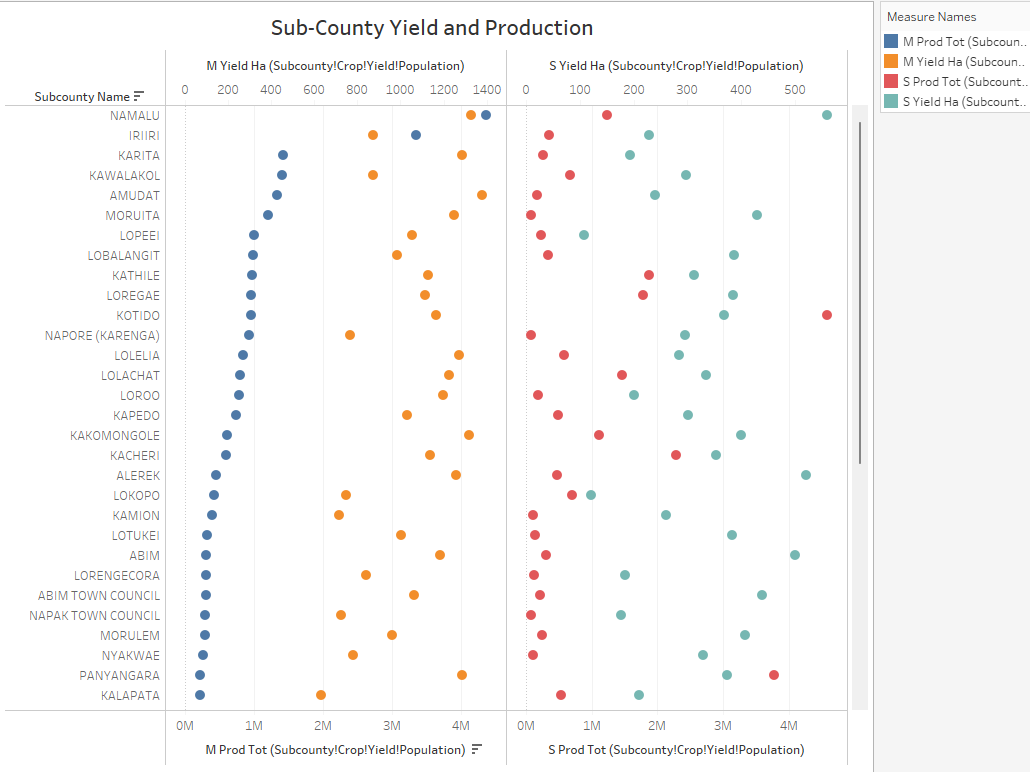 Sub-County Yield and Production
Measure Names
M Prod Tot (Subcoun..
M Yield Ha (Subcoun..
S Prod Tot (Subcount..
S Yield Ha (Subcount..
M Yield Ha (Subcounty!Crop!Yield!Population)
S Yield Ha (Subcounty!Crop!Yield!Population)
Subcounty Name
0 200 400 600 800 1000 1200 1400
0 100 200 300 400 500
NAMALU
IRIIRI
KARITA
KAWALAKOL
AMUDAT
MORUITA
LOPEEI
LOBALANGIT
KATHILE
LOREGAE
KOTIDO
NAPORE (KARENGA)
LOLELIA
LOLACHAT
LOROO
KAPEDO
KAKOMONGOLE
KACHERI
ALEREK
LOKOPO
KAMION
LOTUKEI
ABIM
LORENGECORA
ABIM TOWN COUNCIL
NAPAK TOWN COUNCIL
MORULEM
NYAKWAE
PANYANGARA
KALAPATA
0M 1M 2M 3M 4M
0M 1M 2M 3M 4M
M Prod Tot (Subcounty!Crop!Yield!Population)
S Prod Tot (Subcounty!Crop!Yield!Population)